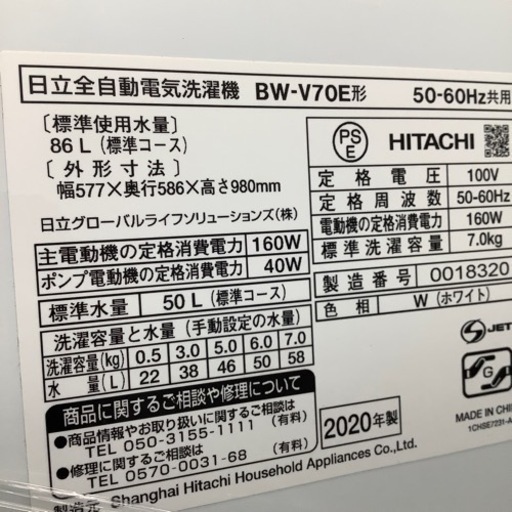 日立全自動電気洗濯機 BW-V70E形 50-60Hz共用
〔標準使用水量〕
86L (標準コース)
〔外形寸法〕
幅577×奥行586×高さ980mm
日立グローバルライフソリューションズ(株)
主電動機の定格消費電力 160W
ポンプ電動機の定格消費電力 40W
標準水量 50L (標準コース)
洗濯容量と水量 (手動設定の水量)
洗濯容量(kg) 0.5 3.0 5.0 6.0 7.0
水量(L) 22 38 46 50 58
商品に関するご相談や修理について
●商品情報やお取り扱いに関するご相談は
TEL 050-3155-1111 (有料)
●修理に関するご相談は
TEL 0570-0031-68 (有料)
製造元 Shanghai Hitachi Household Appliances Co.,Ltd.
PS
E
HITACHI
定格電圧 100V
定格周波数 50-60Hz
電動機の定格消費電力 160W
標準洗濯容量 7.0kg
製造番号 0018320
色相 W (ホワイト)
S JET
G
2020年製
MADE IN CHI
1CHSE7231-A